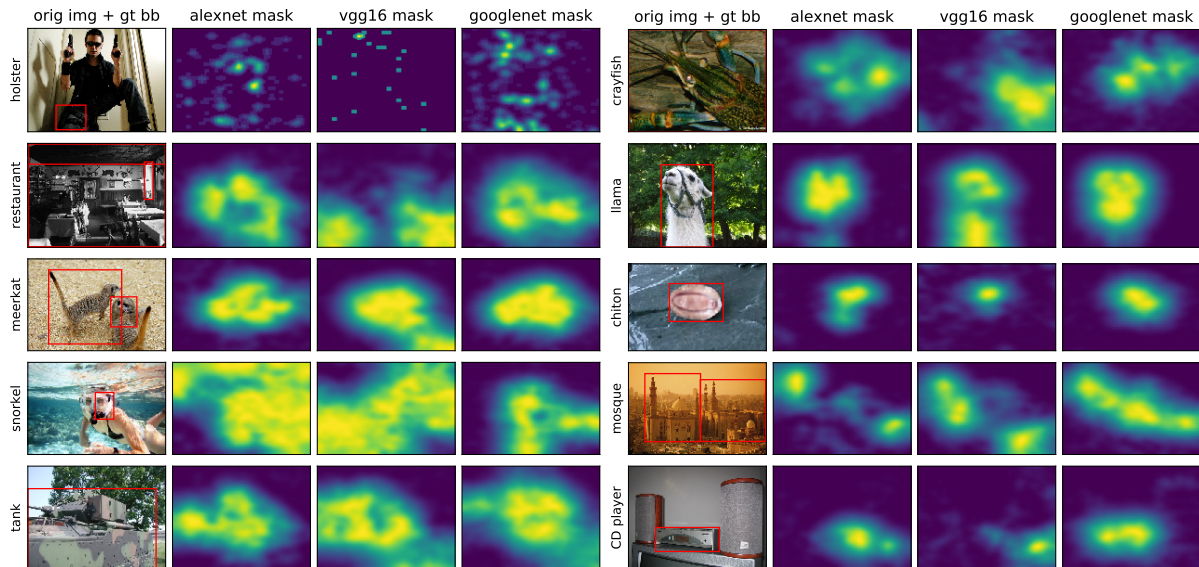 orig img + gt bb alexnet mask vgg16 mask googlenet mask orig img + gt bb alexnet mask vgg16 mask googlenet mask
holster
crayfish
restaurant
llama
meerkat
chiton
snorkel
mosque
tank
CD player